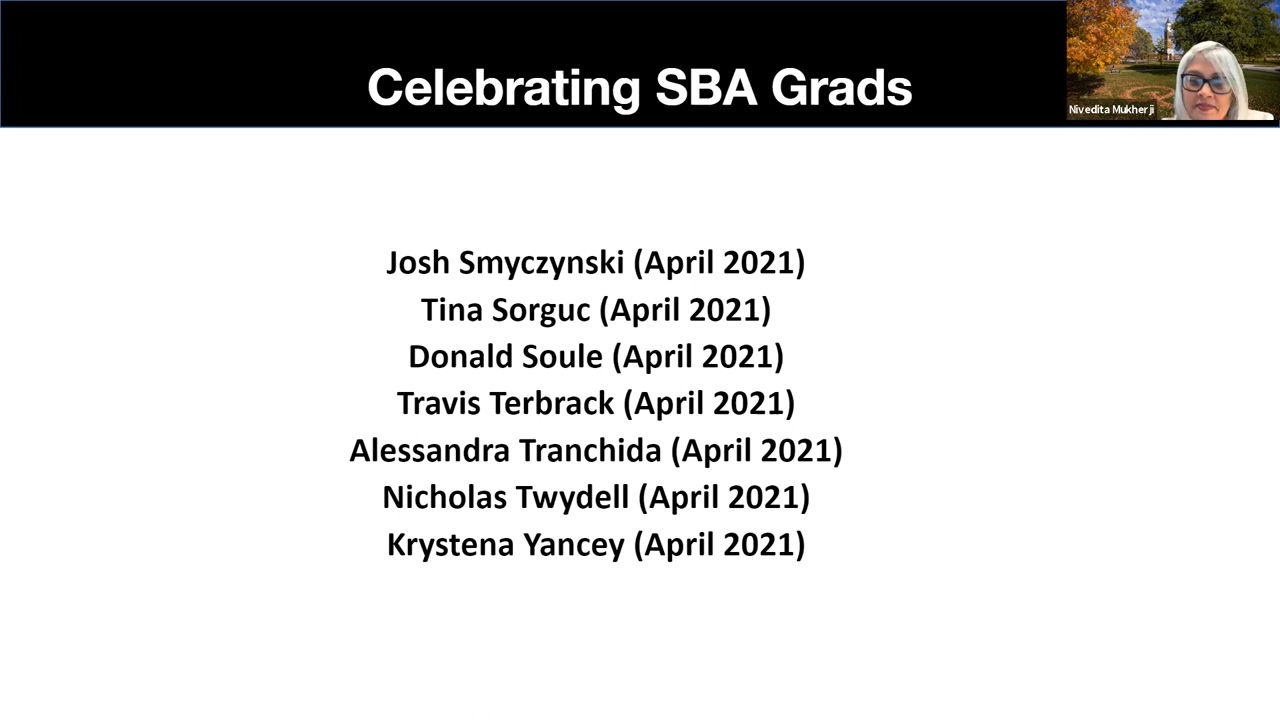 Celebrating SBA Grads
Nivedita Mukherji
Josh Smyczynski (April 2021)
Tina Sorguc (April 2021)
Donald Soule (April 2021)
Travis Terbrack (April 2021)
Alessandra Tranchida (April 2021)
Nicholas Twydell (April 2021)
Krystena Yancey (April 2021)